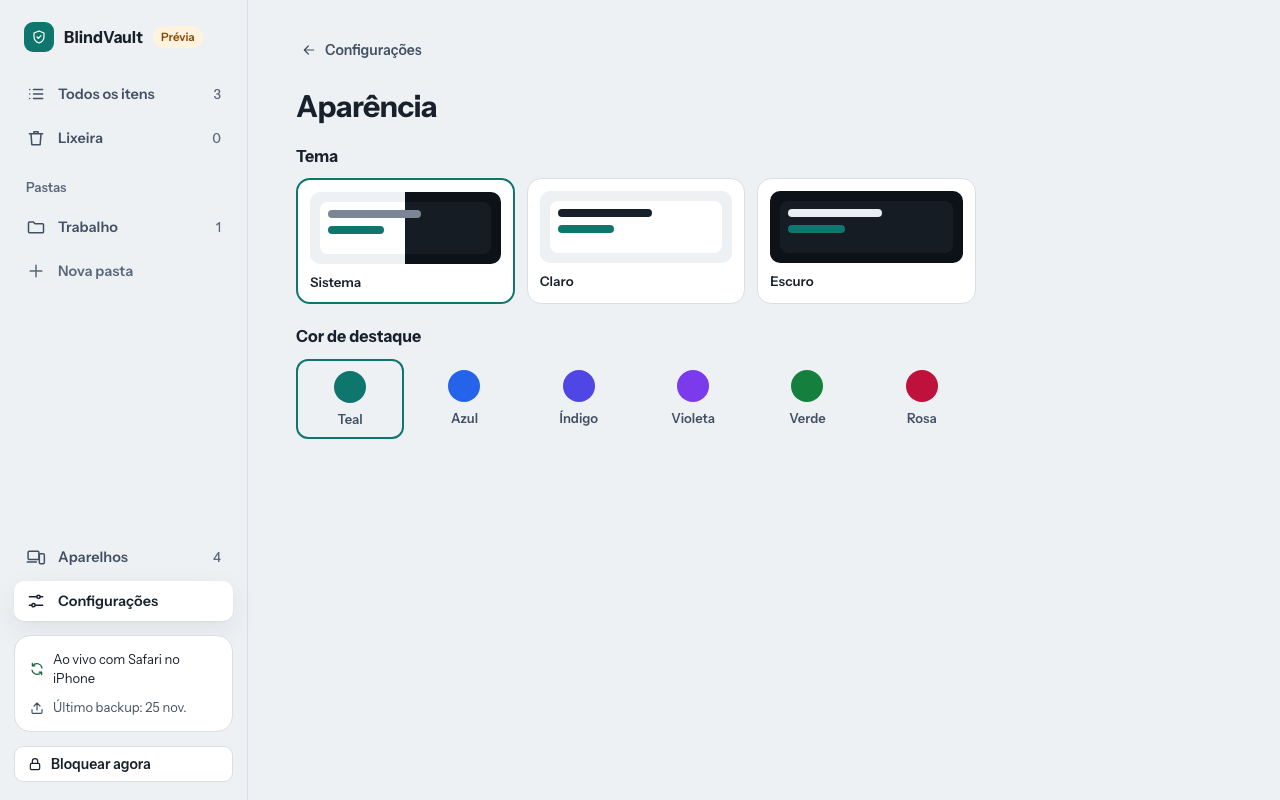 BlindVault Prévia
Todos os itens 3
Lixeira 0
Pastas
Trabalho 1
Nova pasta
Aparelhos 4
Configurações
Ao vivo com Safari no
iPhone
Último backup: 25 nov.
Bloquear agora
Configurações
Aparência
Tema
Sistema Claro Escuro
Cor de destaque
Teal Azul Índigo Violeta Verde Rosa